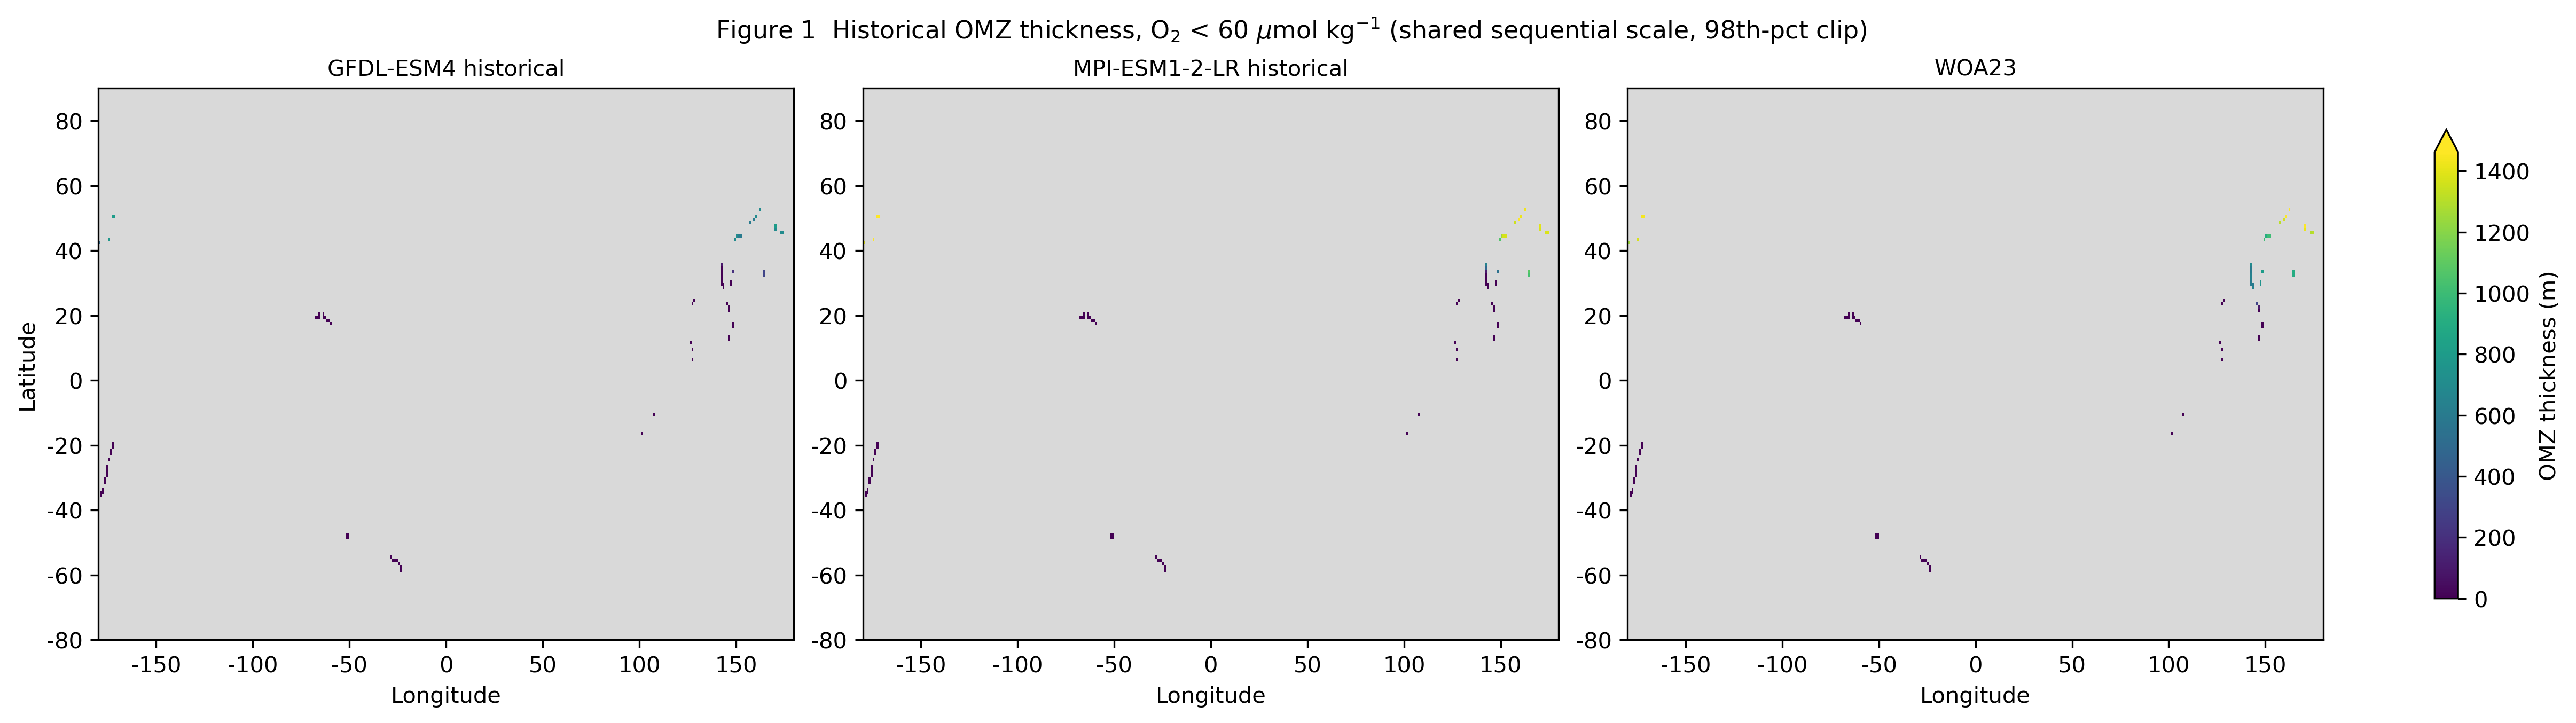 Figure 1  Historical OMZ thickness, O₂ < 60 μmol kg⁻¹ (shared sequential scale, 98th-pct clip)
GFDL-ESM4 historical
MPI-ESM1-2-LR historical
WOA23
Latitude
80
60
40
20
0
-20
-40
-60
-80
-150 -100 -50 0 50 100 150
Longitude
80
60
40
20
0
-20
-40
-60
-80
-150 -100 -50 0 50 100 150
Longitude
80
60
40
20
0
-20
-40
-60
-80
-150 -100 -50 0 50 100 150
Longitude
1400
1200
1000
800
600
400
200
0
OMZ thickness (m)